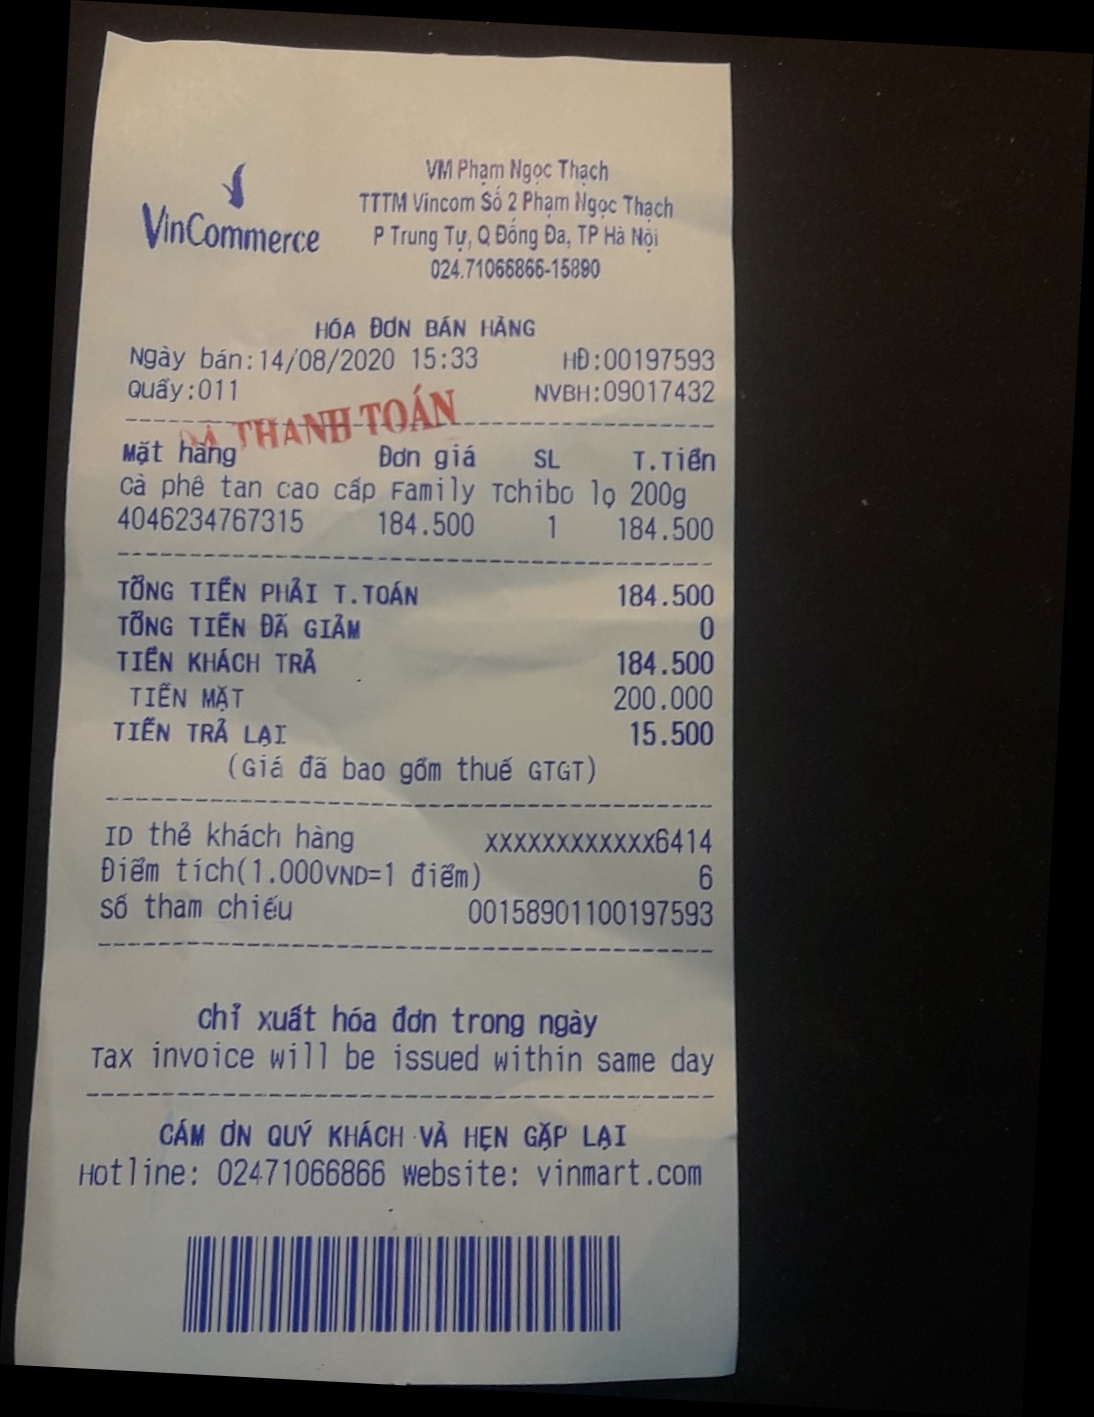 VinCommerce
VM Phạm Ngọc Thạch
TTTM Vincom Số 2 Phạm Ngọc Thạch
P Trung Tự, Q Đống Đa, TP Hà Nội
024.71066866-15890
HÓA ĐƠN BÁN HÀNG
Ngày bán:14/08/2020 15:33 HĐ:00197593
Quầy:011 NVBH:09017432
ĐÃ THANH TOÁN
Mặt hàng Đơn giá SL T.Tiền
Cà phê tan cao cấp Family Tchibo lọ 200g
4046234767315 184.500 1 184.500
TỔNG TIỀN PHẢI T.TOÁN 184.500
TỔNG TIỀN ĐÃ GIẢM 0
TIỀN KHÁCH TRẢ 184.500
TIỀN MẶT 200.000
TIỀN TRẢ LẠI 15.500
(Giá đã bao gồm thuế GTGT)
ID thẻ khách hàng XXXXXXXXXXXX6414
Điểm tích(1.000VND=1 điểm) 6
Số tham chiếu 00158901100197593
Chỉ xuất hóa đơn trong ngày
Tax invoice will be issued within same day
CÁM ƠN QUÝ KHÁCH VÀ HẸN GẶP LẠI
Hotline: 02471066866 Website: vinmart.com